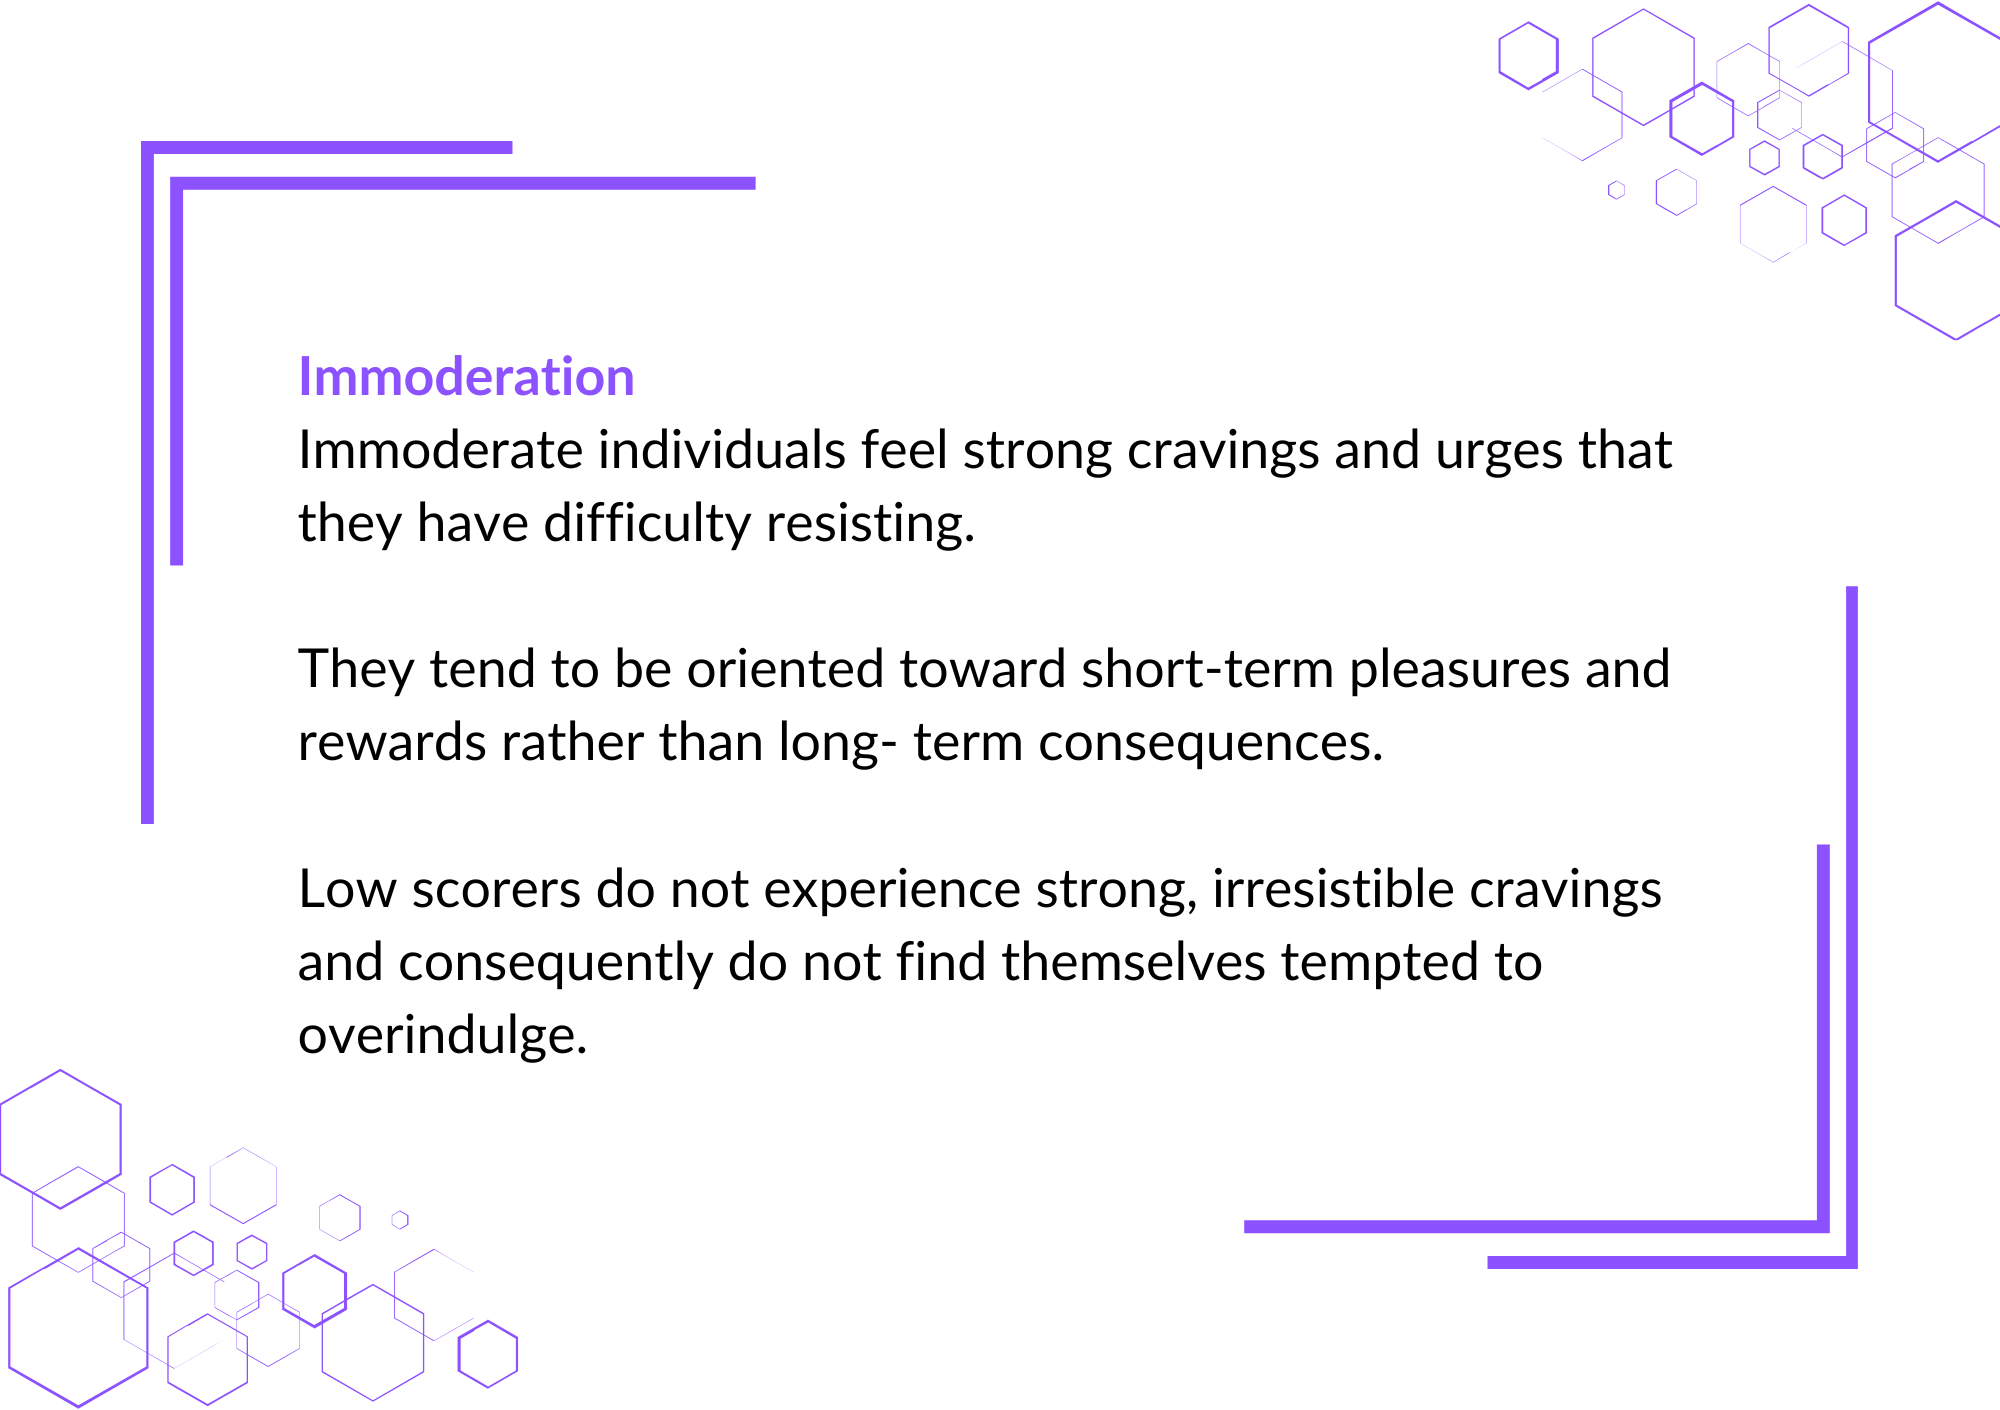 Immoderation
Immoderate individuals feel strong cravings and urges that
they have difficulty resisting.
They tend to be oriented toward short-term pleasures and
rewards rather than long- term consequences.
Low scorers do not experience strong, irresistible cravings
and consequently do not find themselves tempted to
overindulge.